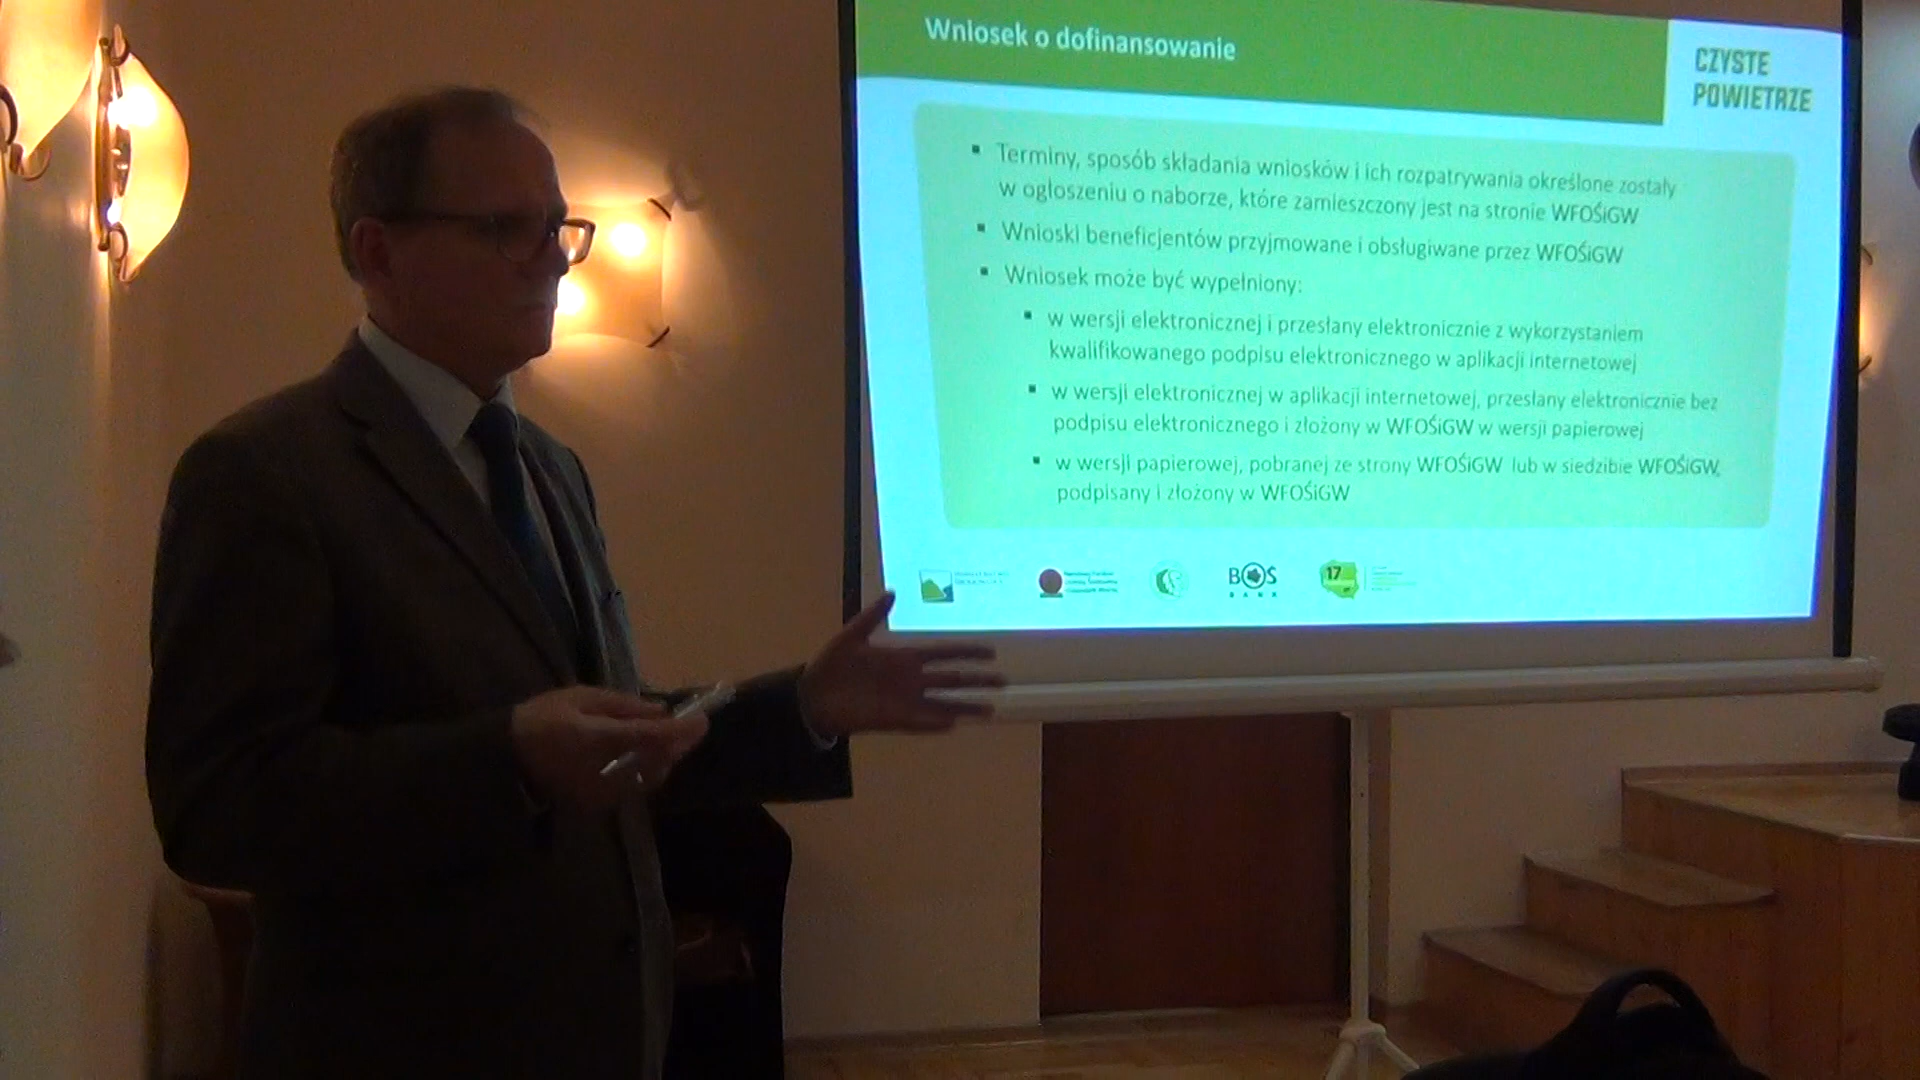 Wniosek o dofinansowanie
CZYSTE
POWIETRZE
Terminy, sposób składania wniosków i ich rozpatrywania określone zostały
w ogłoszeniu o naborze, które zamieszczony jest na stronie WFOŚiGW
Wnioski beneficjentów przyjmowane i obsługiwane przez WFOŚiGW
Wniosek może być wypełniony:
w wersji elektronicznej i przesłany elektronicznie z wykorzystaniem
kwalifikowanego podpisu elektronicznego w aplikacji internetowej
w wersji elektronicznej w aplikacji internetowej, przesłany elektronicznie bez
podpisu elektronicznego i złożony w WFOŚiGW w wersji papierowej
w wersji papierowej, pobranej ze strony WFOŚiGW lub w siedzibie WFOŚiGW,
podpisany i złożony w WFOŚiGW
BOS
BANK
17